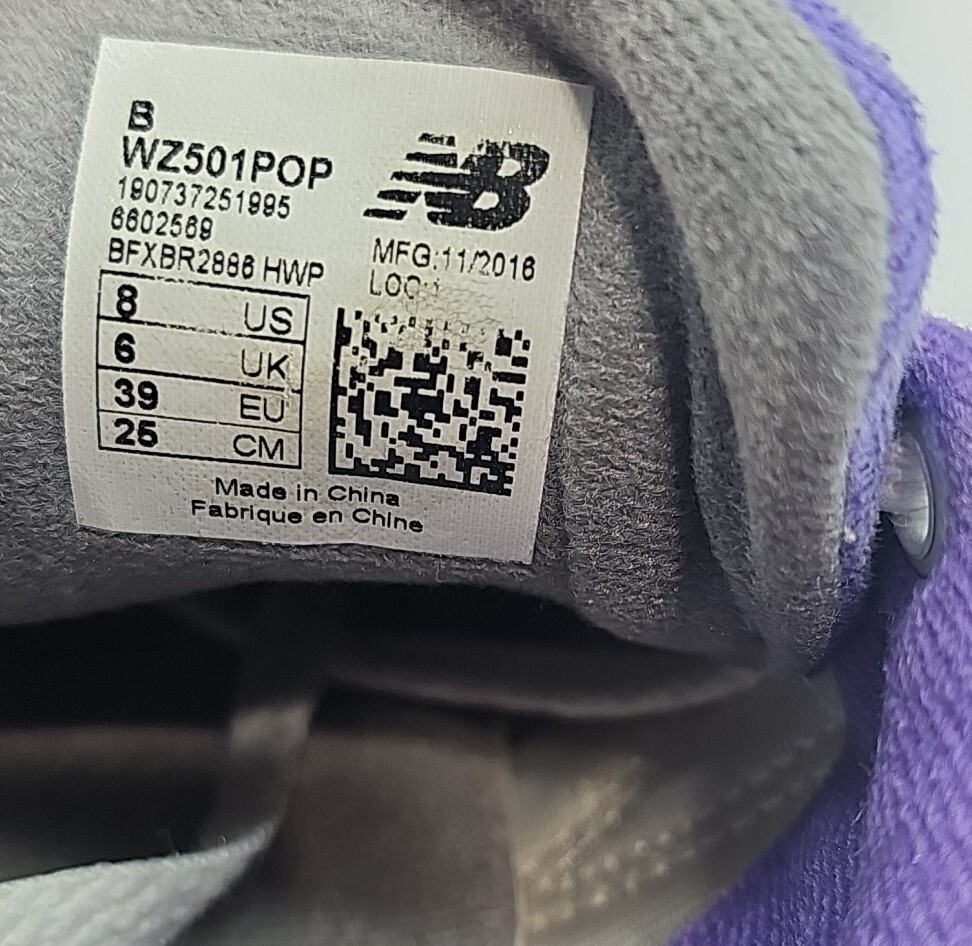 B
WZ501POP
190737251995
6602569
BFXBR2886 HWP
8 US
6 UK
39 EU
25 CM
NB
MFG:11/2016
Made in China
Fabrique en Chine